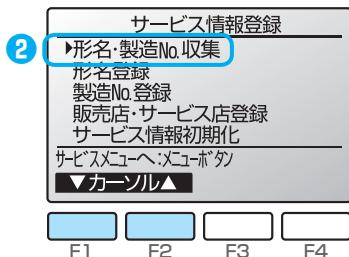 サービス情報登録
2
▶形名･製造No.収集
形名登録
製造No.登録
販売店･サービス店登録
サービス情報初期化
ｻｰﾋﾞｽﾒﾆｭｰへ:ﾒﾆｭｰﾎﾞﾀﾝ
▼カーソル▲
F1 F2 F3 F4